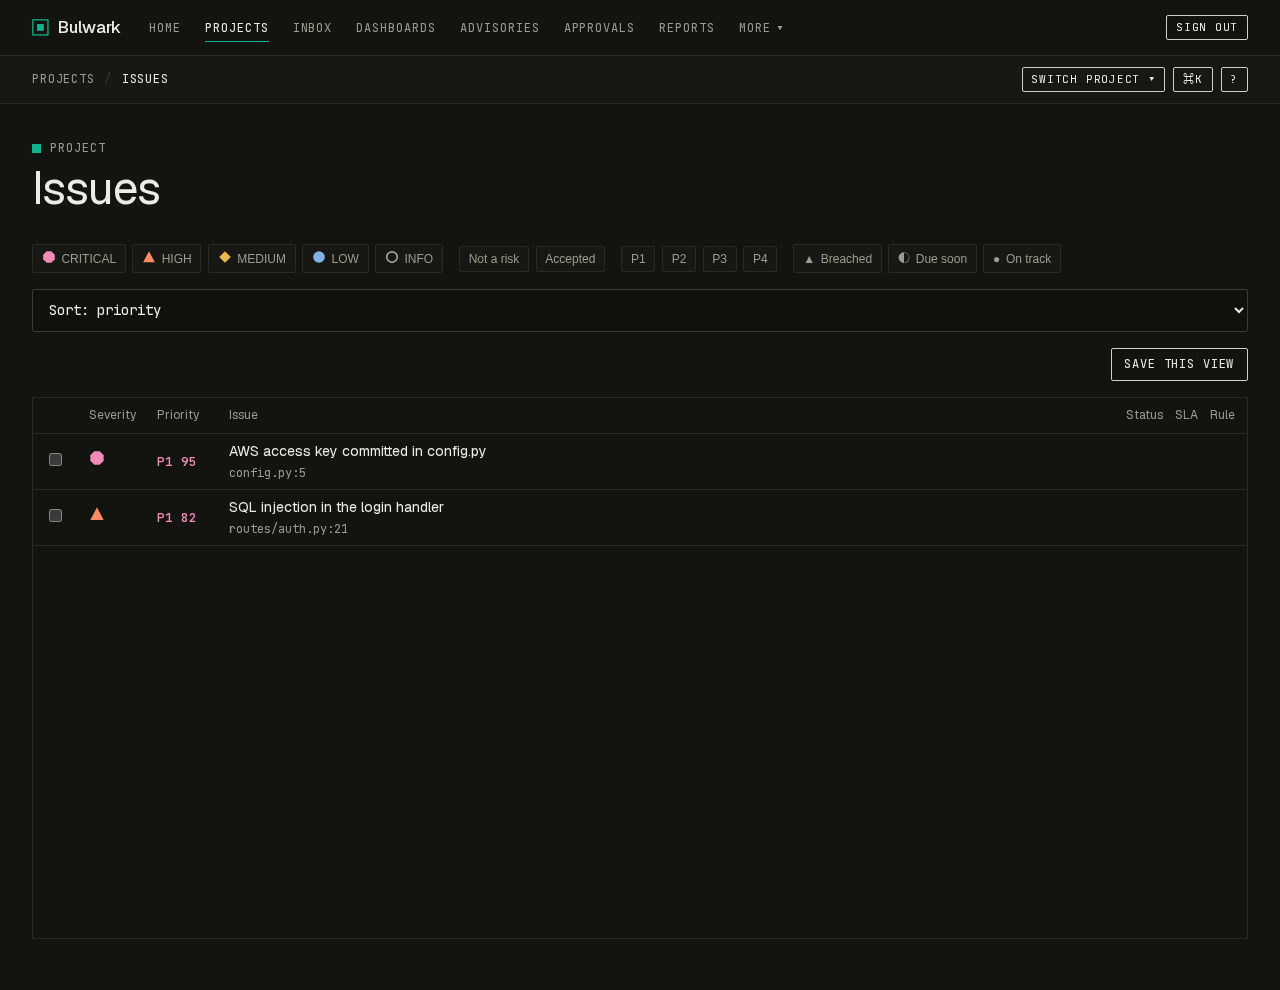 Bulwark HOME PROJECTS INBOX DASHBOARDS ADVISORIES APPROVALS REPORTS MORE ▾ SIGN OUT
PROJECTS / ISSUES SWITCH PROJECT ▾ ⌘K ?
PROJECT
Issues
CRITICAL HIGH MEDIUM LOW INFO Not a risk Accepted P1 P2 P3 P4 ▲ Breached Due soon ● On track
Sort: priority
SAVE THIS VIEW
Severity Priority Issue Status SLA Rule
P1 95 AWS access key committed in config.py
config.py:5
P1 82 SQL injection in the login handler
routes/auth.py:21